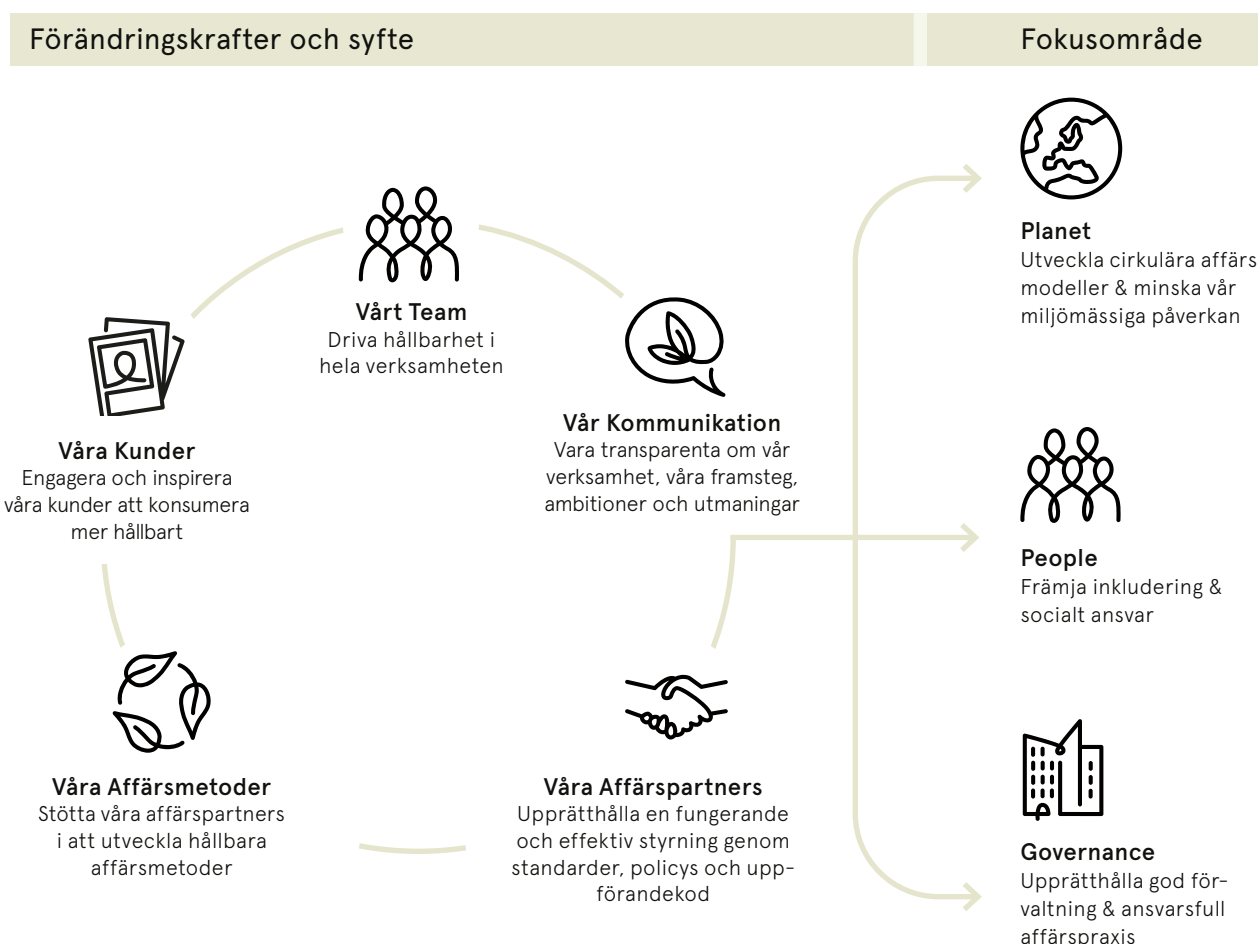 Förändringskrafter och syfte
Fokusområde
Vårt Team
Driva hållbarhet i
hela verksamheten
Vår Kommunikation
Vara transparenta om vår
verksamhet, våra framsteg,
ambitioner och utmaningar
Våra Kunder
Engagera och inspirera
våra kunder att konsumera
mer hållbart
Våra Affärsmetoder
Stötta våra affärspartners
i att utveckla hållbara
affärsmetoder
Våra Affärspartners
Upprätthålla en fungerande
och effektiv styrning genom
standarder, policys och upp-
förandekod
Planet
Utveckla cirkulära affärs
modeller & minska vår
miljömässiga påverkan
People
Främja inkludering &
socialt ansvar
Governance
Upprätthålla god för-
valtning & ansvarsfull
affärspraxis